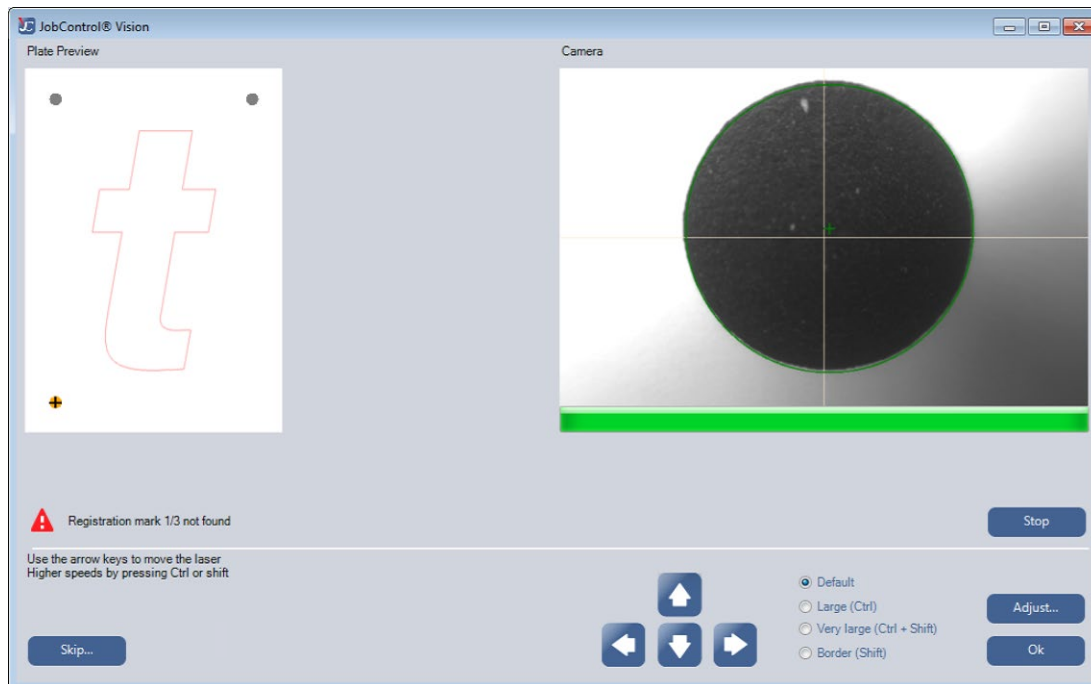 JobControl® Vision
Plate Preview
Camera
Registration mark 1/3 not found
Stop
Use the arrow keys to move the laser
Higher speeds by pressing Ctrl or shift
Default
Large (Ctrl)
Adjust...
Very large (Ctrl + Shift)
Skip...
Border (Shift)
Ok